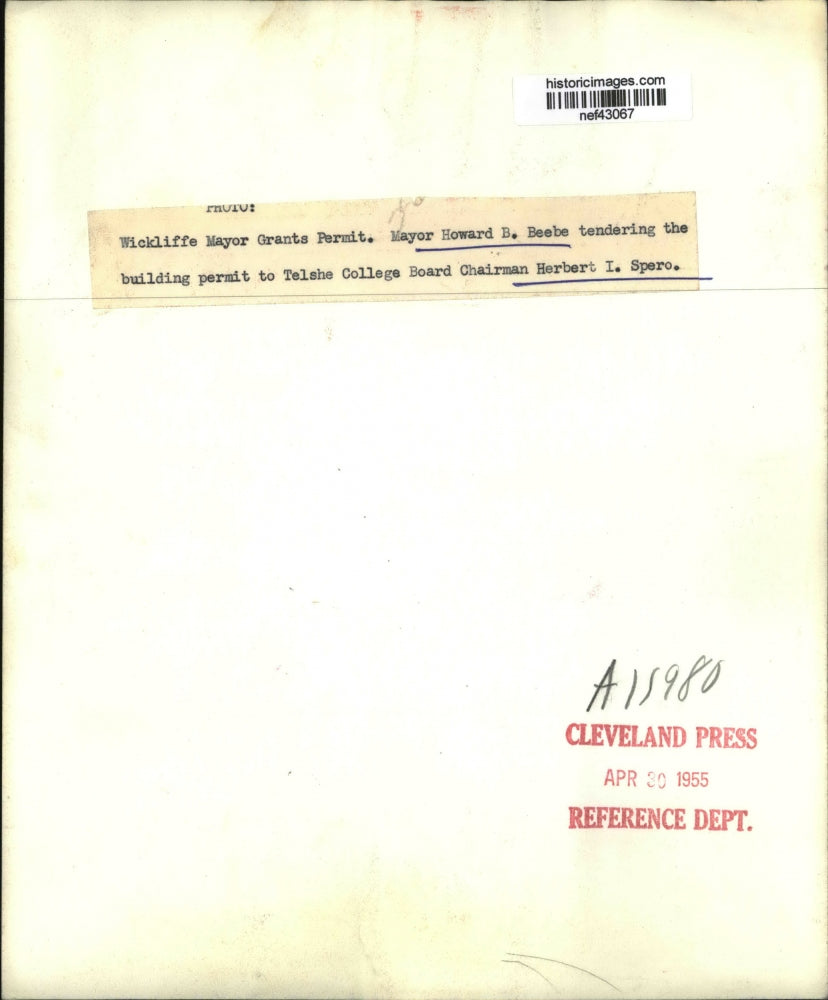 historicimages.com
nef43067
PHOTO:
Wickliffe Mayor Grants Permit. Mayor Howard B. Beebe tendering the
building permit to Telshe College Board Chairman Herbert I. Spero.
A15980
CLEVELAND PRESS
APR 30 1955
REFERENCE DEPT.